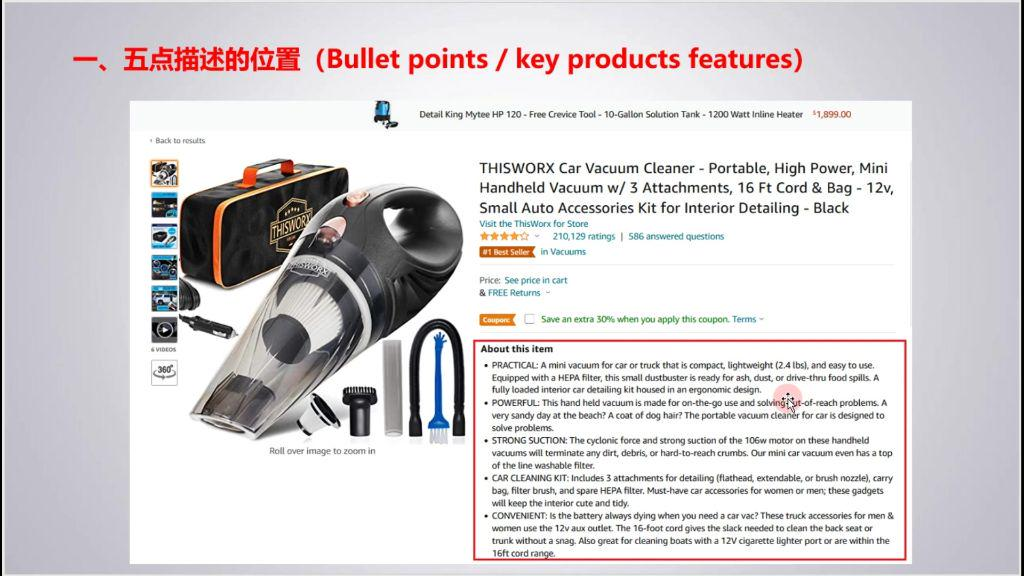 一、五点描述的位置（Bullet points / key products features）
Detail King Mytee HP 120 - Free Crevice Tool - 10-Gallon Solution Tank - 1200 Watt Inline Heater $1,899.00
‹ Back to results
THISWORX Car Vacuum Cleaner - Portable, High Power, Mini
Handheld Vacuum w/ 3 Attachments, 16 Ft Cord & Bag - 12v,
Small Auto Accessories Kit for Interior Detailing - Black
Visit the ThisWorx for Store
210,129 ratings | 586 answered questions
#1 Best Seller in Vacuums
THISWORX
THISWORX
Price: See price in cart
& FREE Returns
Coupon: Save an extra 30% when you apply this coupon. Terms
6 VIDEOS
360°
Roll over image to zoom in
About this item
• PRACTICAL: A mini vacuum for car or truck that is compact, lightweight (2.4 lbs), and easy to use.
Equipped with a HEPA filter, this small dustbuster is ready for ash, dust, or drive-thru food spills. A
fully loaded interior car detailing kit housed in an ergonomic design.
• POWERFUL: This hand held vacuum is made for on-the-go use and solving out-of-reach problems. A
very sandy day at the beach? A coat of dog hair? The portable vacuum cleaner for car is designed to
solve problems.
• STRONG SUCTION: The cyclonic force and strong suction of the 106w motor on these handheld
vacuums will terminate any dirt, debris, or hard-to-reach crumbs. Our mini car vacuum even has a top
of the line washable filter.
• CAR CLEANING KIT: Includes 3 attachments for detailing (flathead, extendable, or brush nozzle), carry
bag, filter brush, and spare HEPA filter. Must-have car accessories for women or men; these gadgets
will keep the interior cute and tidy.
• CONVENIENT: Is the battery always dying when you need a car vac? These truck accessories for men &
women use the 12v aux outlet. The 16-foot cord gives the slack needed to clean the back seat or
trunk without a snag. Also great for cleaning boats with a 12V cigarette lighter port or are within the
16ft cord range.